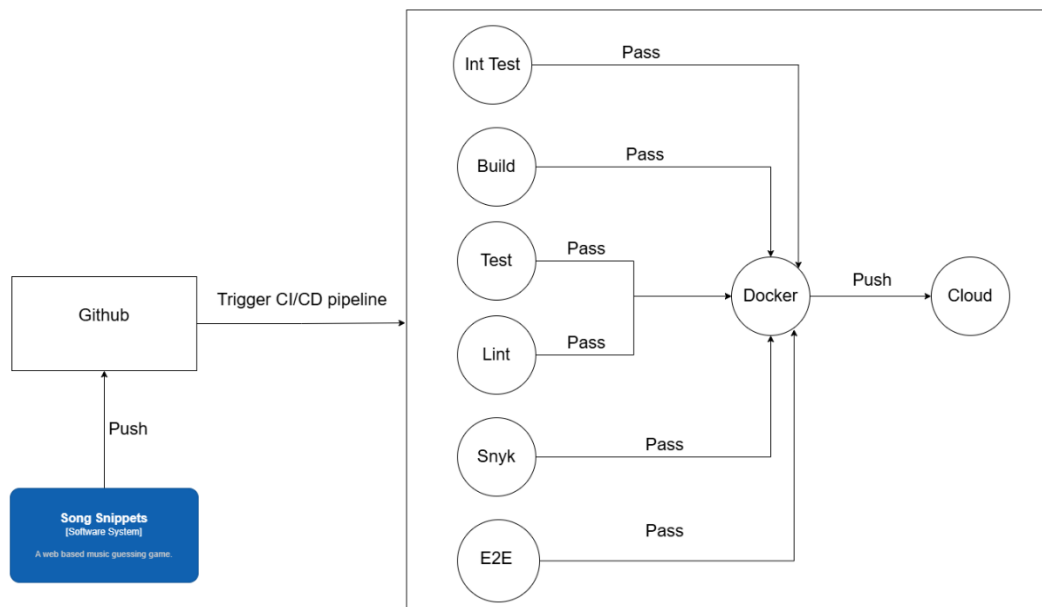 Int Test
Pass
Build
Pass
Test
Pass
Github
Trigger CI/CD pipeline
Docker
Push
Cloud
Lint
Pass
Push
Snyk
Pass
Song Snippets
[Software System]
A web based music guessing game.
E2E
Pass